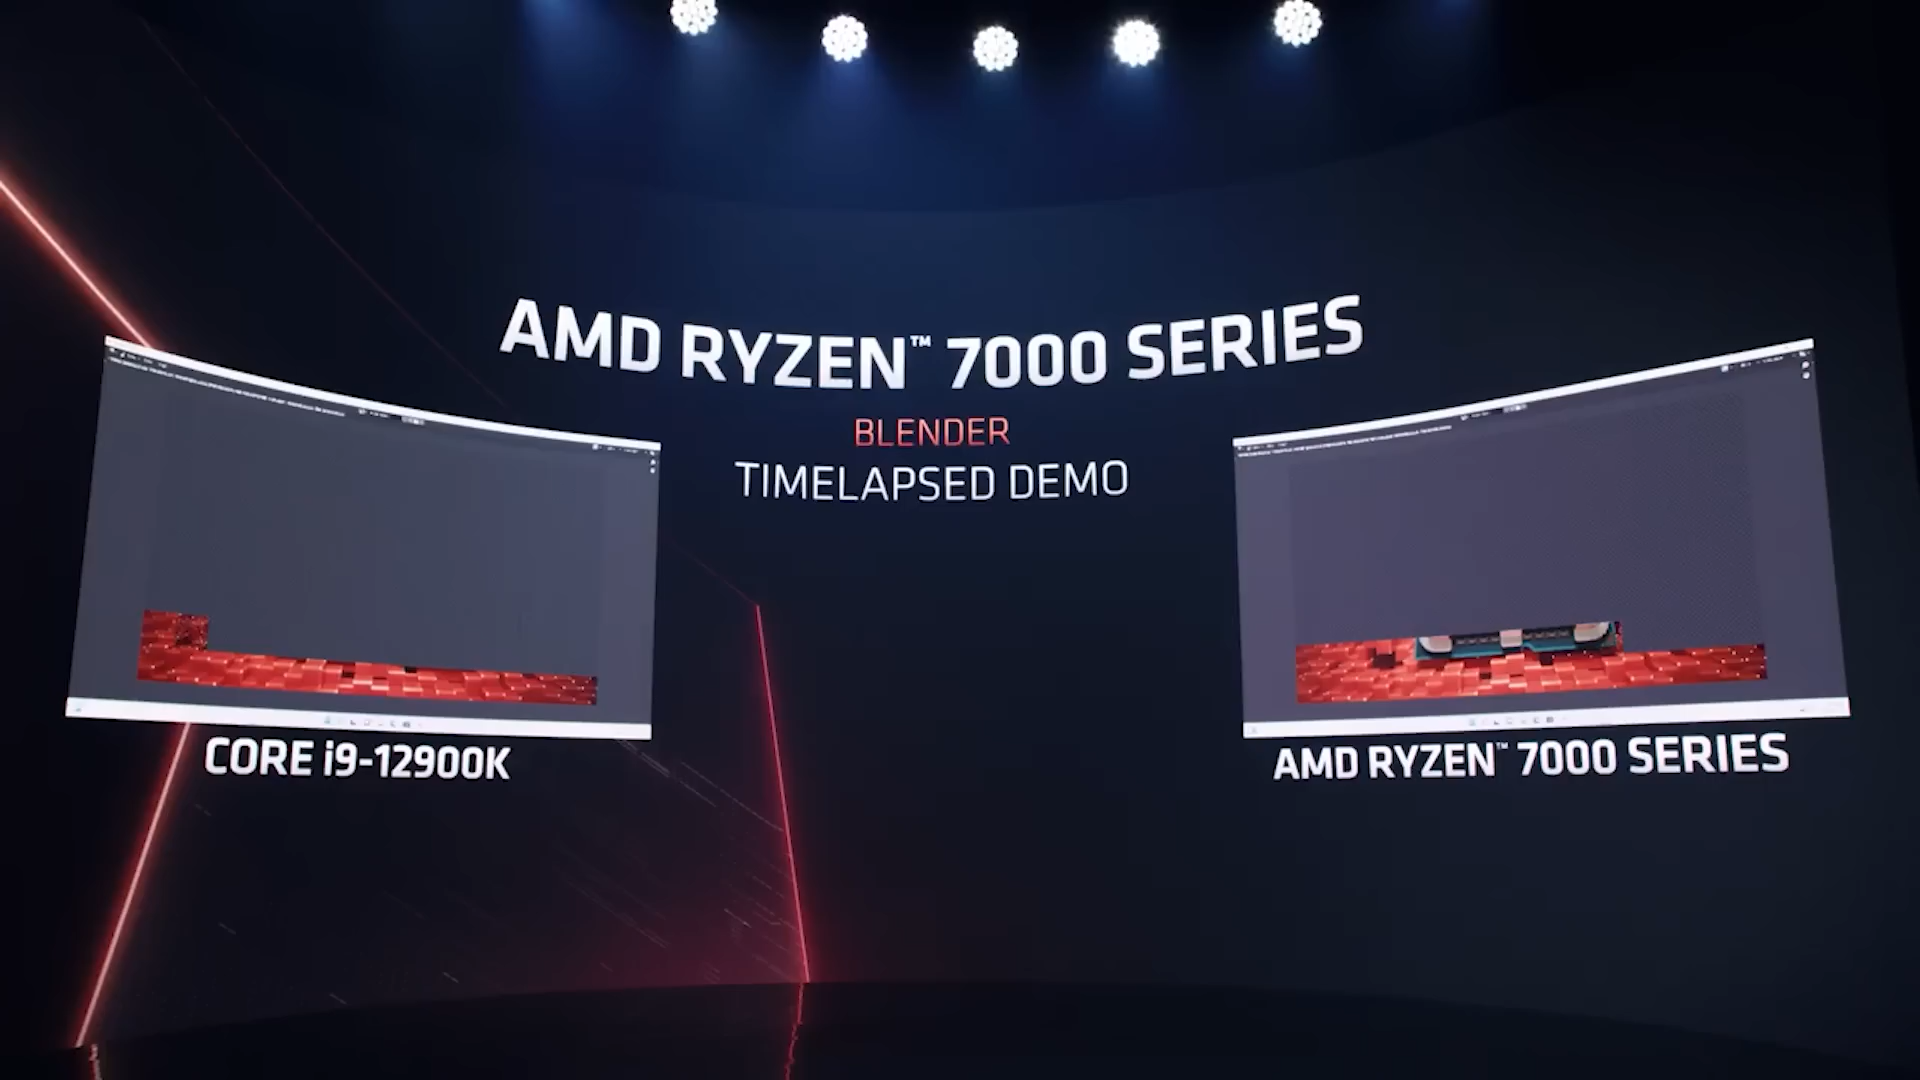 AMD RYZEN™ 7000 SERIES
BLENDER
TIMELAPSED DEMO
CORE i9-12900K
AMD RYZEN™ 7000 SERIES